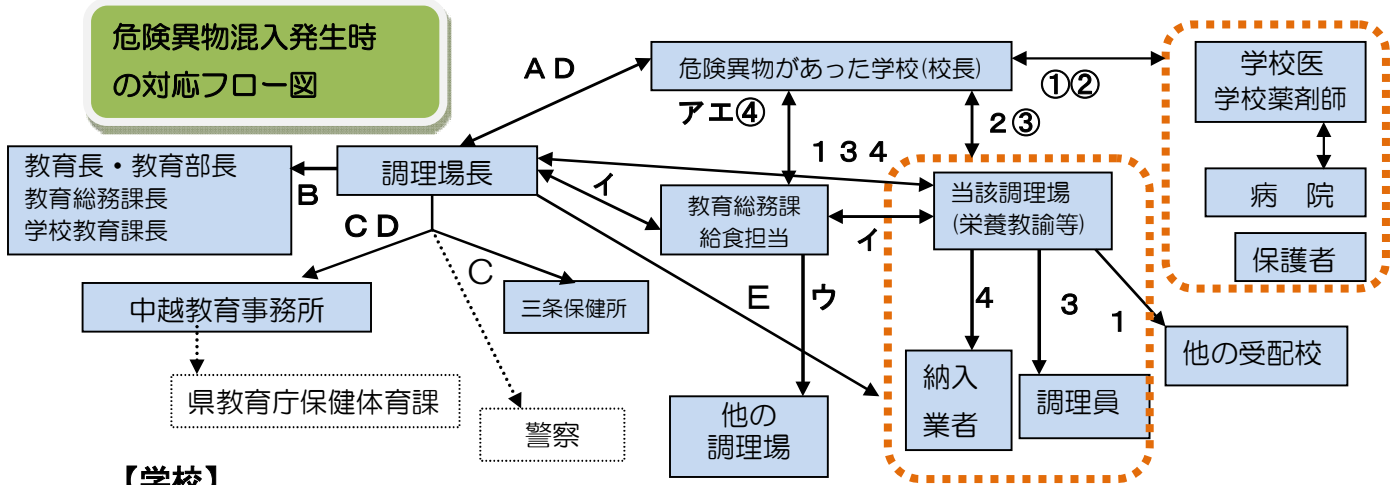 危険異物混入発生時
の対応フロー図
ＡＤ
危険異物があった学校(校長)
①②
学校医
学校薬剤師
アエ④
２③
教育長・教育部長
教育総務課長
学校教育課長
Ｂ
調理場長
１３４
イ
教育総務課
給食担当
イ
当該調理場
(栄養教諭等)
病　院
保護者
ＣＤ
Ｃ
Ｅ
ウ
４
３
１
中越教育事務所
三条保健所
他の受配校
県教育庁保健体育課
警察
他の
調理場
納入
業者
調理員
【学校】